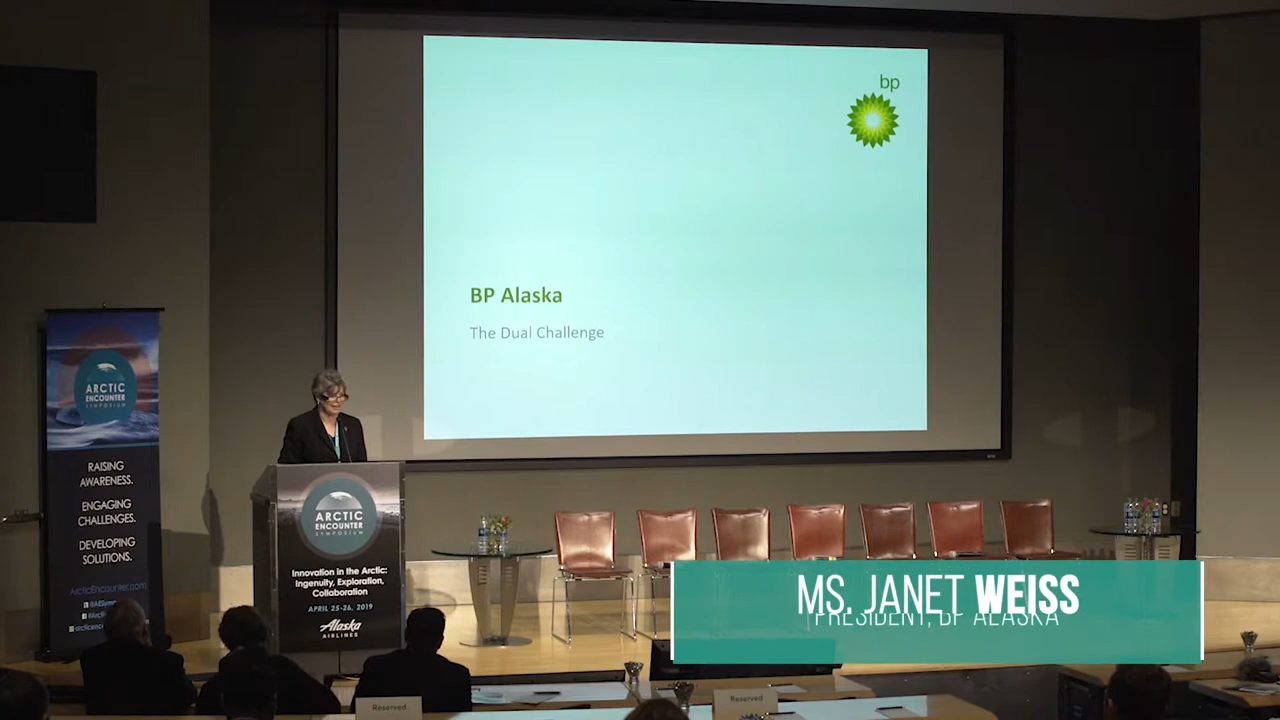 bp
BP Alaska
The Dual Challenge
ARCTIC
ENCOUNTER
SYMPOSIUM
RAISING
AWARENESS.
ENGAGING
CHALLENGES.
DEVELOPING
SOLUTIONS.
ArcticEncounter.com
ARCTIC
ENCOUNTER
SYMPOSIUM
Innovation in the Arctic:
Ingenuity, Exploration,
Collaboration
APRIL 25-26, 2019
Alaska
AIRLINES
MS. JANET WEISS
PRESIDENT, BP ALASKA
Reserved
Reserved